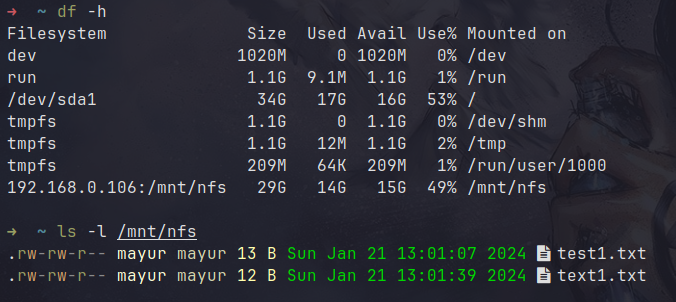 ➜ ~ df -h
Filesystem Size Used Avail Use% Mounted on
dev 1020M 0 1020M 0% /dev
run 1.1G 9.1M 1.1G 1% /run
/dev/sda1 34G 17G 16G 53% /
tmpfs 1.1G 0 1.1G 0% /dev/shm
tmpfs 1.1G 12M 1.1G 2% /tmp
tmpfs 209M 64K 209M 1% /run/user/1000
192.168.0.106:/mnt/nfs 29G 14G 15G 49% /mnt/nfs
➜ ~ ls -l /mnt/nfs
.rw-rw-r-- mayur mayur 13 B Sun Jan 21 13:01:07 2024 test1.txt
.rw-rw-r-- mayur mayur 12 B Sun Jan 21 13:01:39 2024 text1.txt